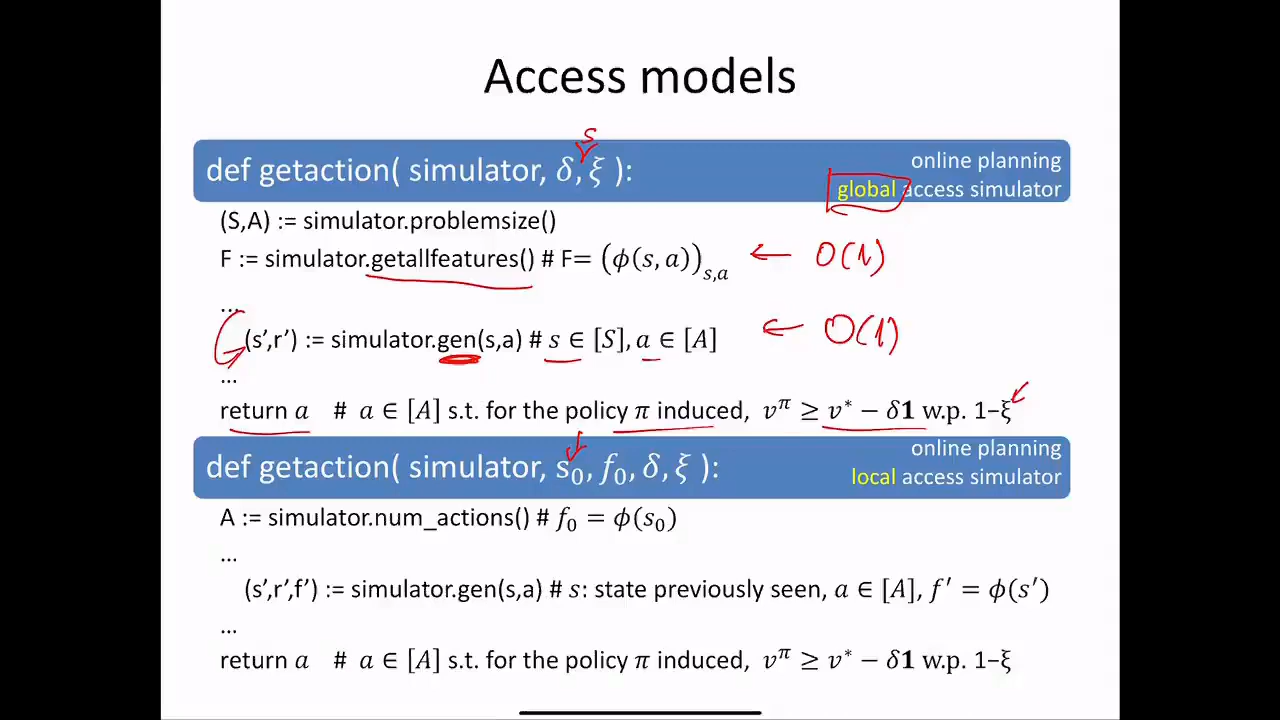 Access models
s
def getaction( simulator, δ, ξ ):
online planning
global access simulator
(S,A) := simulator.problemsize()
F := simulator.getallfeatures() # F= (ϕ(s, a))s,a ← O(1)
...
(s’,r’) := simulator.gen(s,a) # s ∈ [S], a ∈ [A] ← O(1)
...
return a # a ∈ [A] s.t. for the policy π induced, vπ ≥ v* − δ1 w.p. 1−ξ
def getaction( simulator, s0, f0, δ, ξ ):
online planning
local access simulator
A := simulator.num_actions() # f0 = ϕ(s0)
...
(s’,r’,f’) := simulator.gen(s,a) # s: state previously seen, a ∈ [A], f′ = ϕ(s′)
...
return a # a ∈ [A] s.t. for the policy π induced, vπ ≥ v* − δ1 w.p. 1−ξ